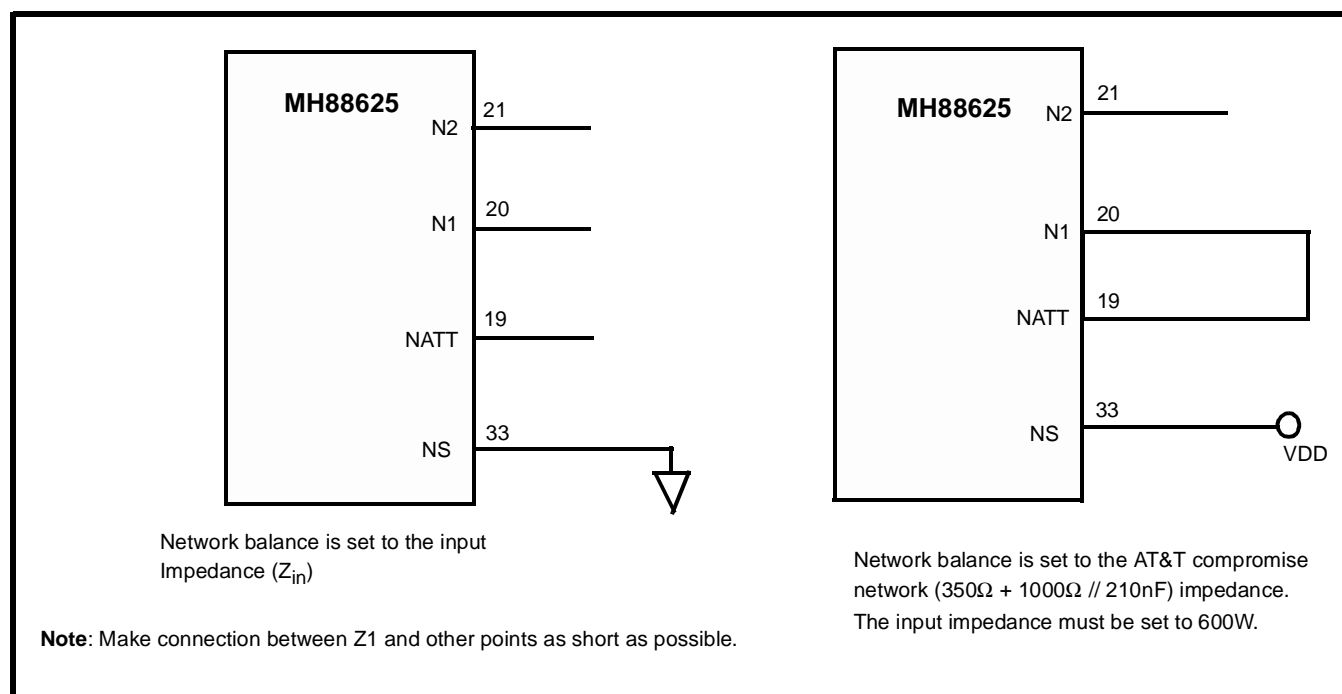 MH88625
N2
21
N1
20
NATT
19
NS
33
Network balance is set to the input
Impedance (Zin)
MH88625
N2
21
N1
20
NATT
19
NS
33
VDD
Network balance is set to the AT&T compromise
network (350Ω + 1000Ω // 210nF) impedance.
The input impedance must be set to 600W.
Note: Make connection between Z1 and other points as short as possible.